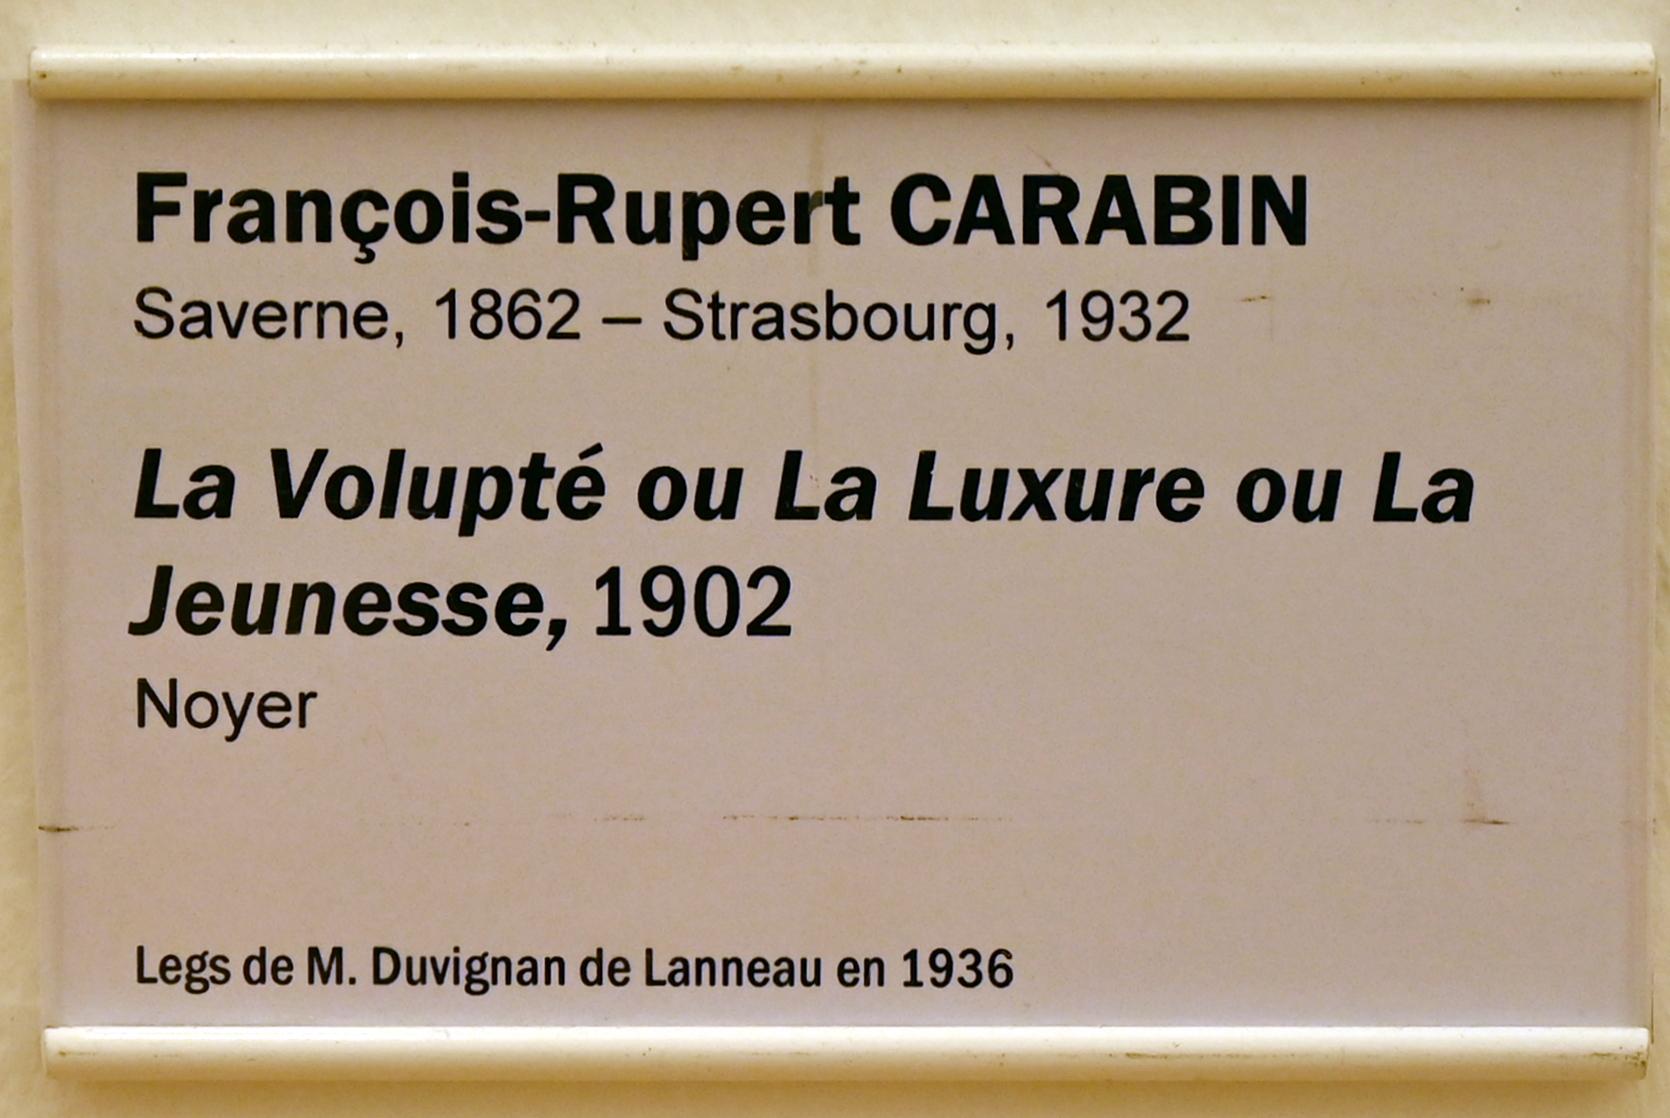 François-Rupert CARABIN
Saverne, 1862 – Strasbourg, 1932
La Volupté ou La Luxure ou La
Jeunesse, 1902
Noyer
Legs de M. Duvignan de Lanneau en 1936